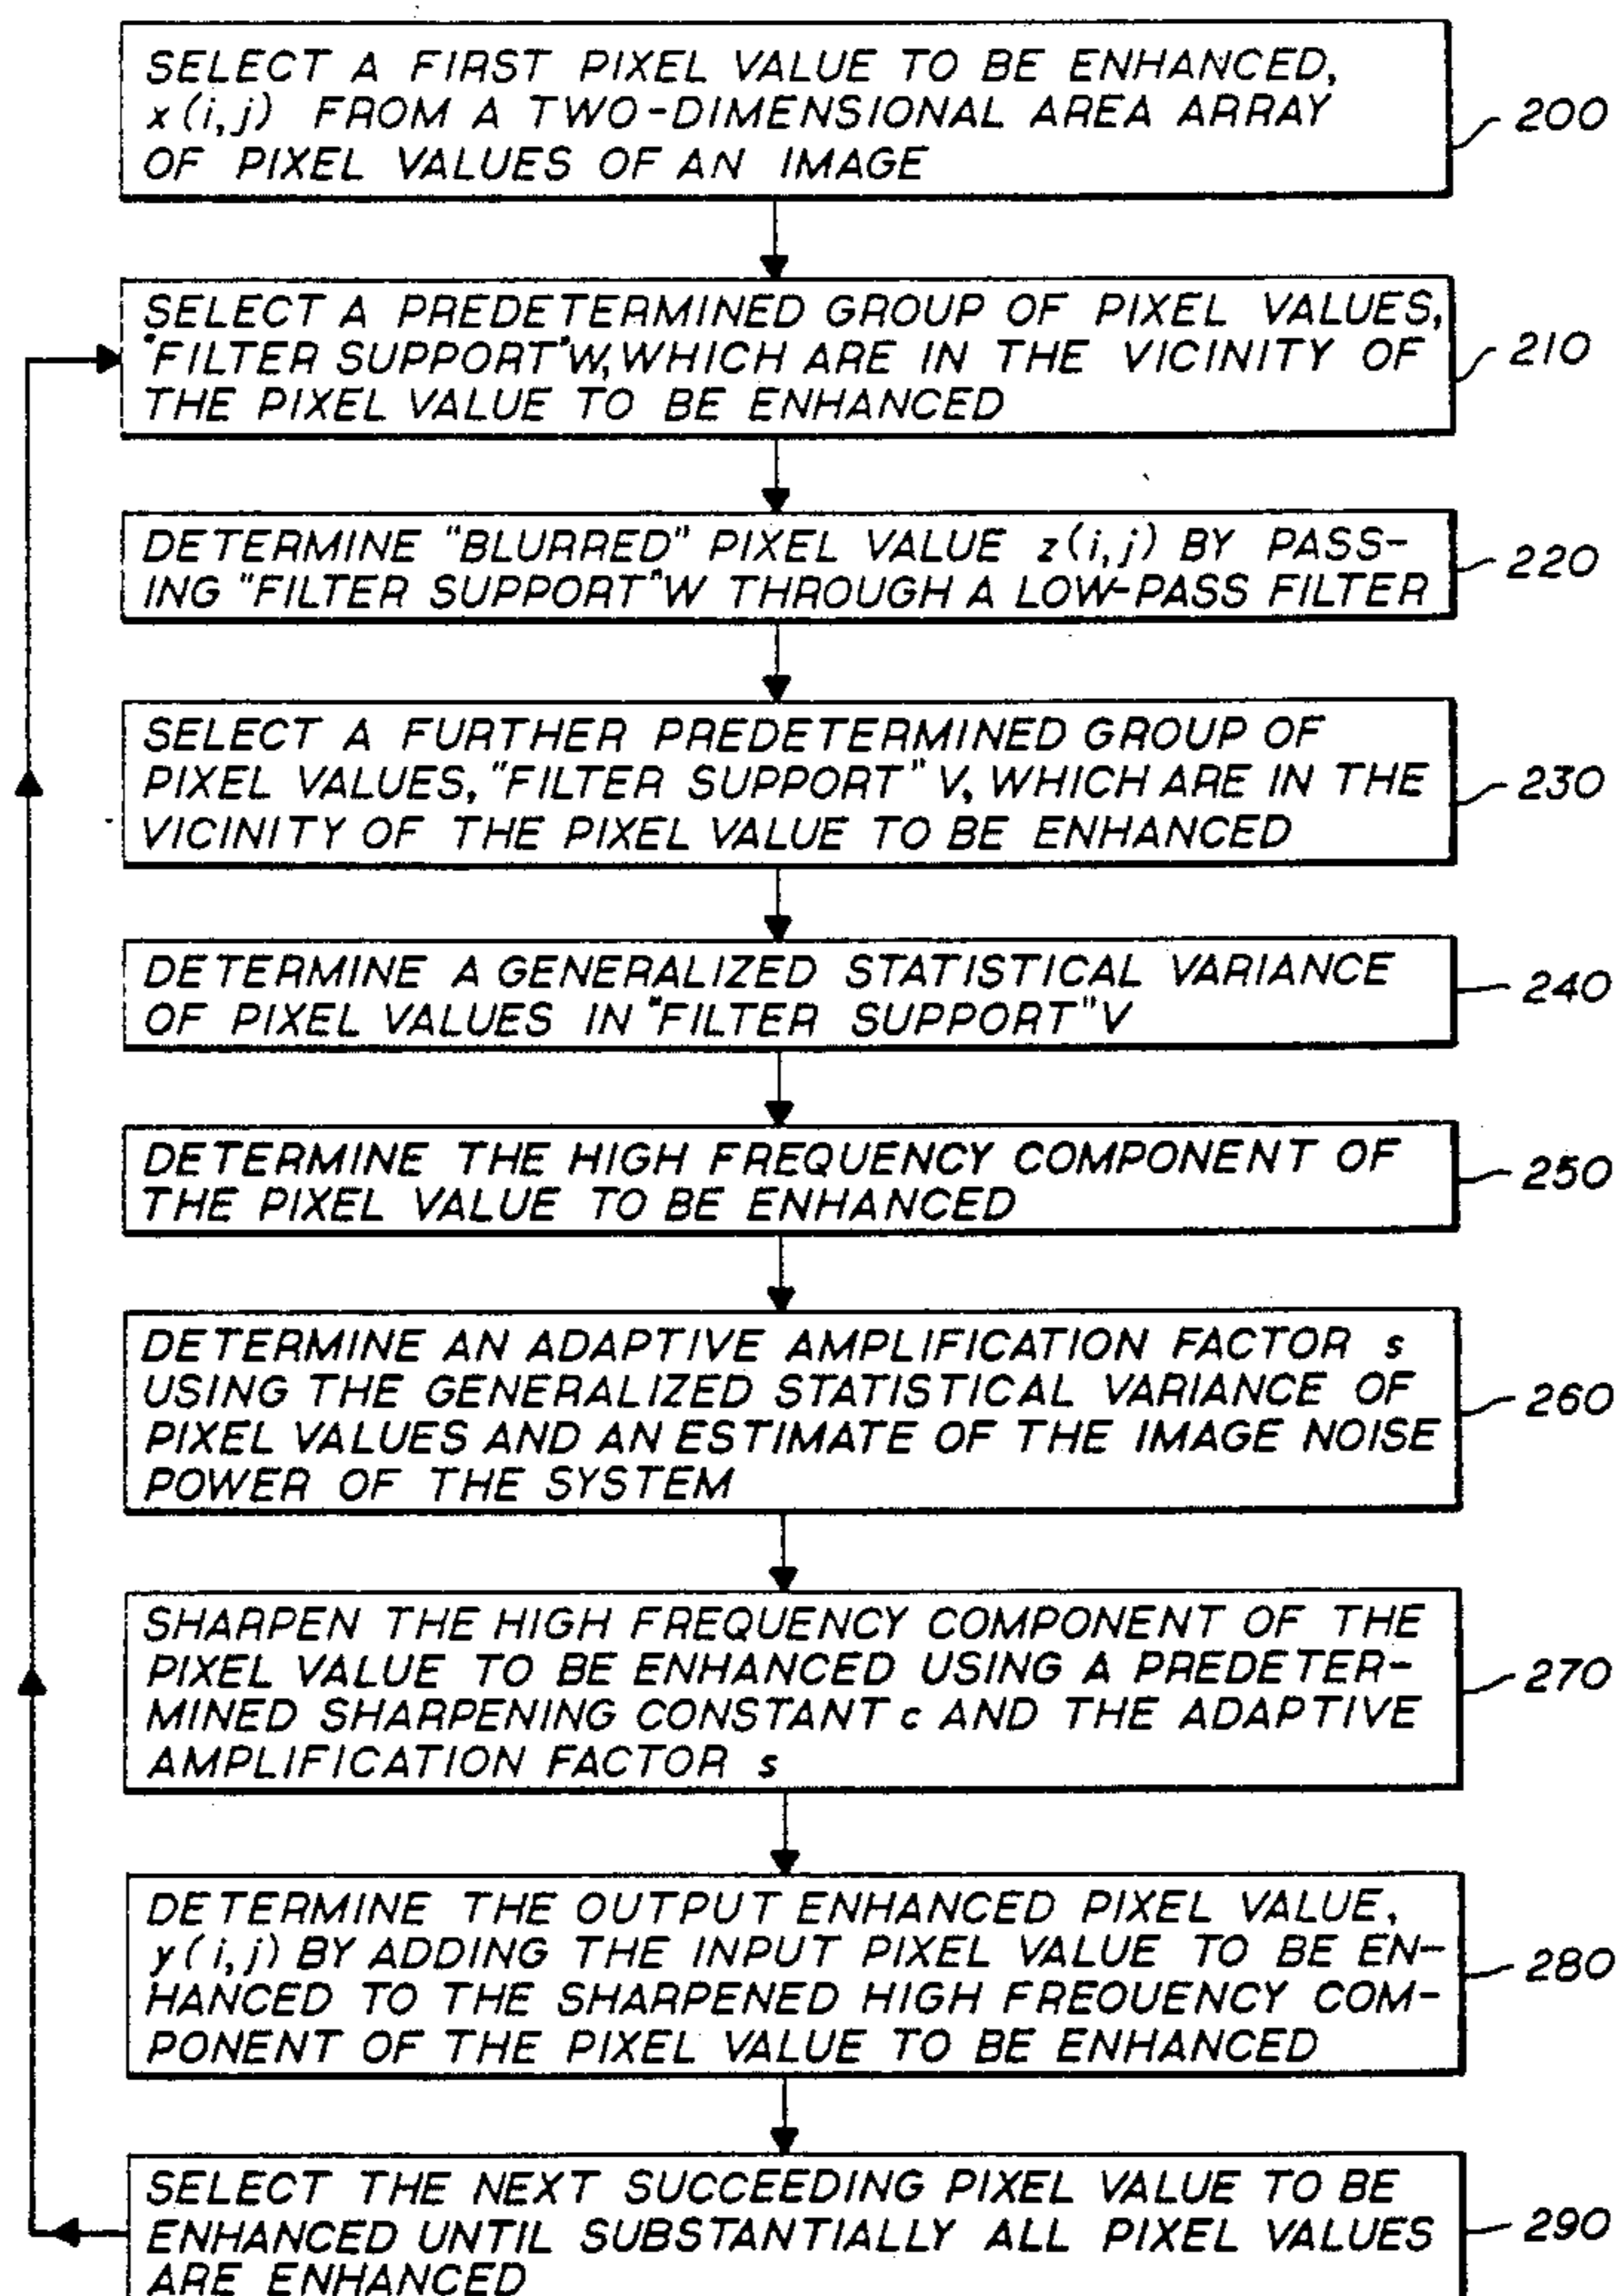 SELECT A FIRST PIXEL VALUE TO BE ENHANCED,
x(i,j) FROM A TWO-DIMENSIONAL AREA ARRAY
OF PIXEL VALUES OF AN IMAGE
200
SELECT A PREDETERMINED GROUP OF PIXEL VALUES,
"FILTER SUPPORT" W, WHICH ARE IN THE VICINITY OF
THE PIXEL VALUE TO BE ENHANCED
210
DETERMINE "BLURRED" PIXEL VALUE z(i,j) BY PASS-
ING "FILTER SUPPORT" W THROUGH A LOW-PASS FILTER
220
SELECT A FURTHER PREDETERMINED GROUP OF
PIXEL VALUES, "FILTER SUPPORT" V, WHICH ARE IN THE
VICINITY OF THE PIXEL VALUE TO BE ENHANCED
230
DETERMINE A GENERALIZED STATISTICAL VARIANCE
OF PIXEL VALUES IN "FILTER SUPPORT" V
240
DETERMINE THE HIGH FREQUENCY COMPONENT OF
THE PIXEL VALUE TO BE ENHANCED
250
DETERMINE AN ADAPTIVE AMPLIFICATION FACTOR s
USING THE GENERALIZED STATISTICAL VARIANCE OF
PIXEL VALUES AND AN ESTIMATE OF THE IMAGE NOISE
POWER OF THE SYSTEM
260
SHARPEN THE HIGH FREQUENCY COMPONENT OF THE
PIXEL VALUE TO BE ENHANCED USING A PREDETER-
MINED SHARPENING CONSTANT c AND THE ADAPTIVE
AMPLIFICATION FACTOR s
270
DETERMINE THE OUTPUT ENHANCED PIXEL VALUE,
y(i,j) BY ADDING THE INPUT PIXEL VALUE TO BE EN-
HANCED TO THE SHARPENED HIGH FREQUENCY COM-
PONENT OF THE PIXEL VALUE TO BE ENHANCED
280
SELECT THE NEXT SUCCEEDING PIXEL VALUE TO BE
ENHANCED UNTIL SUBSTANTIALLY ALL PIXEL VALUES
ARE ENHANCED
290